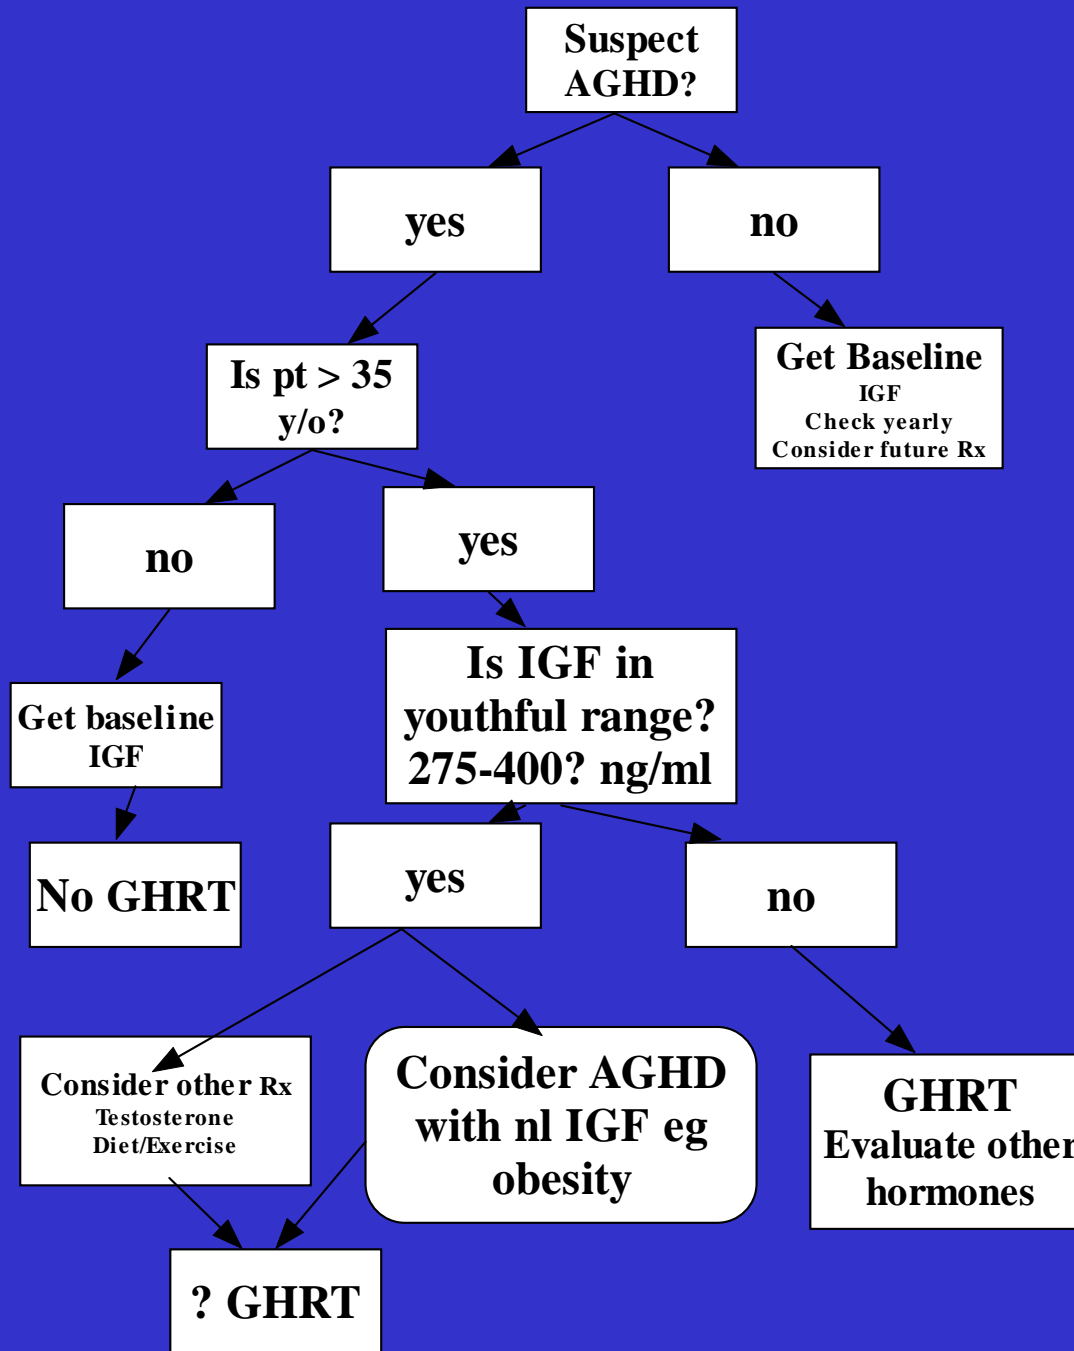 Suspect
AGHD?
yes
no
Is pt > 35
y/o?
Get Baseline
IGF
Check yearly
Consider future Rx
no
yes
Get baseline
IGF
Is IGF in
youthful range?
275-400? ng/ml
No GHRT
yes
no
Consider other Rx
Testosterone
Diet/Exercise
Consider AGHD
with nl IGF eg
obesity
GHRT
Evaluate other
hormones
? GHRT